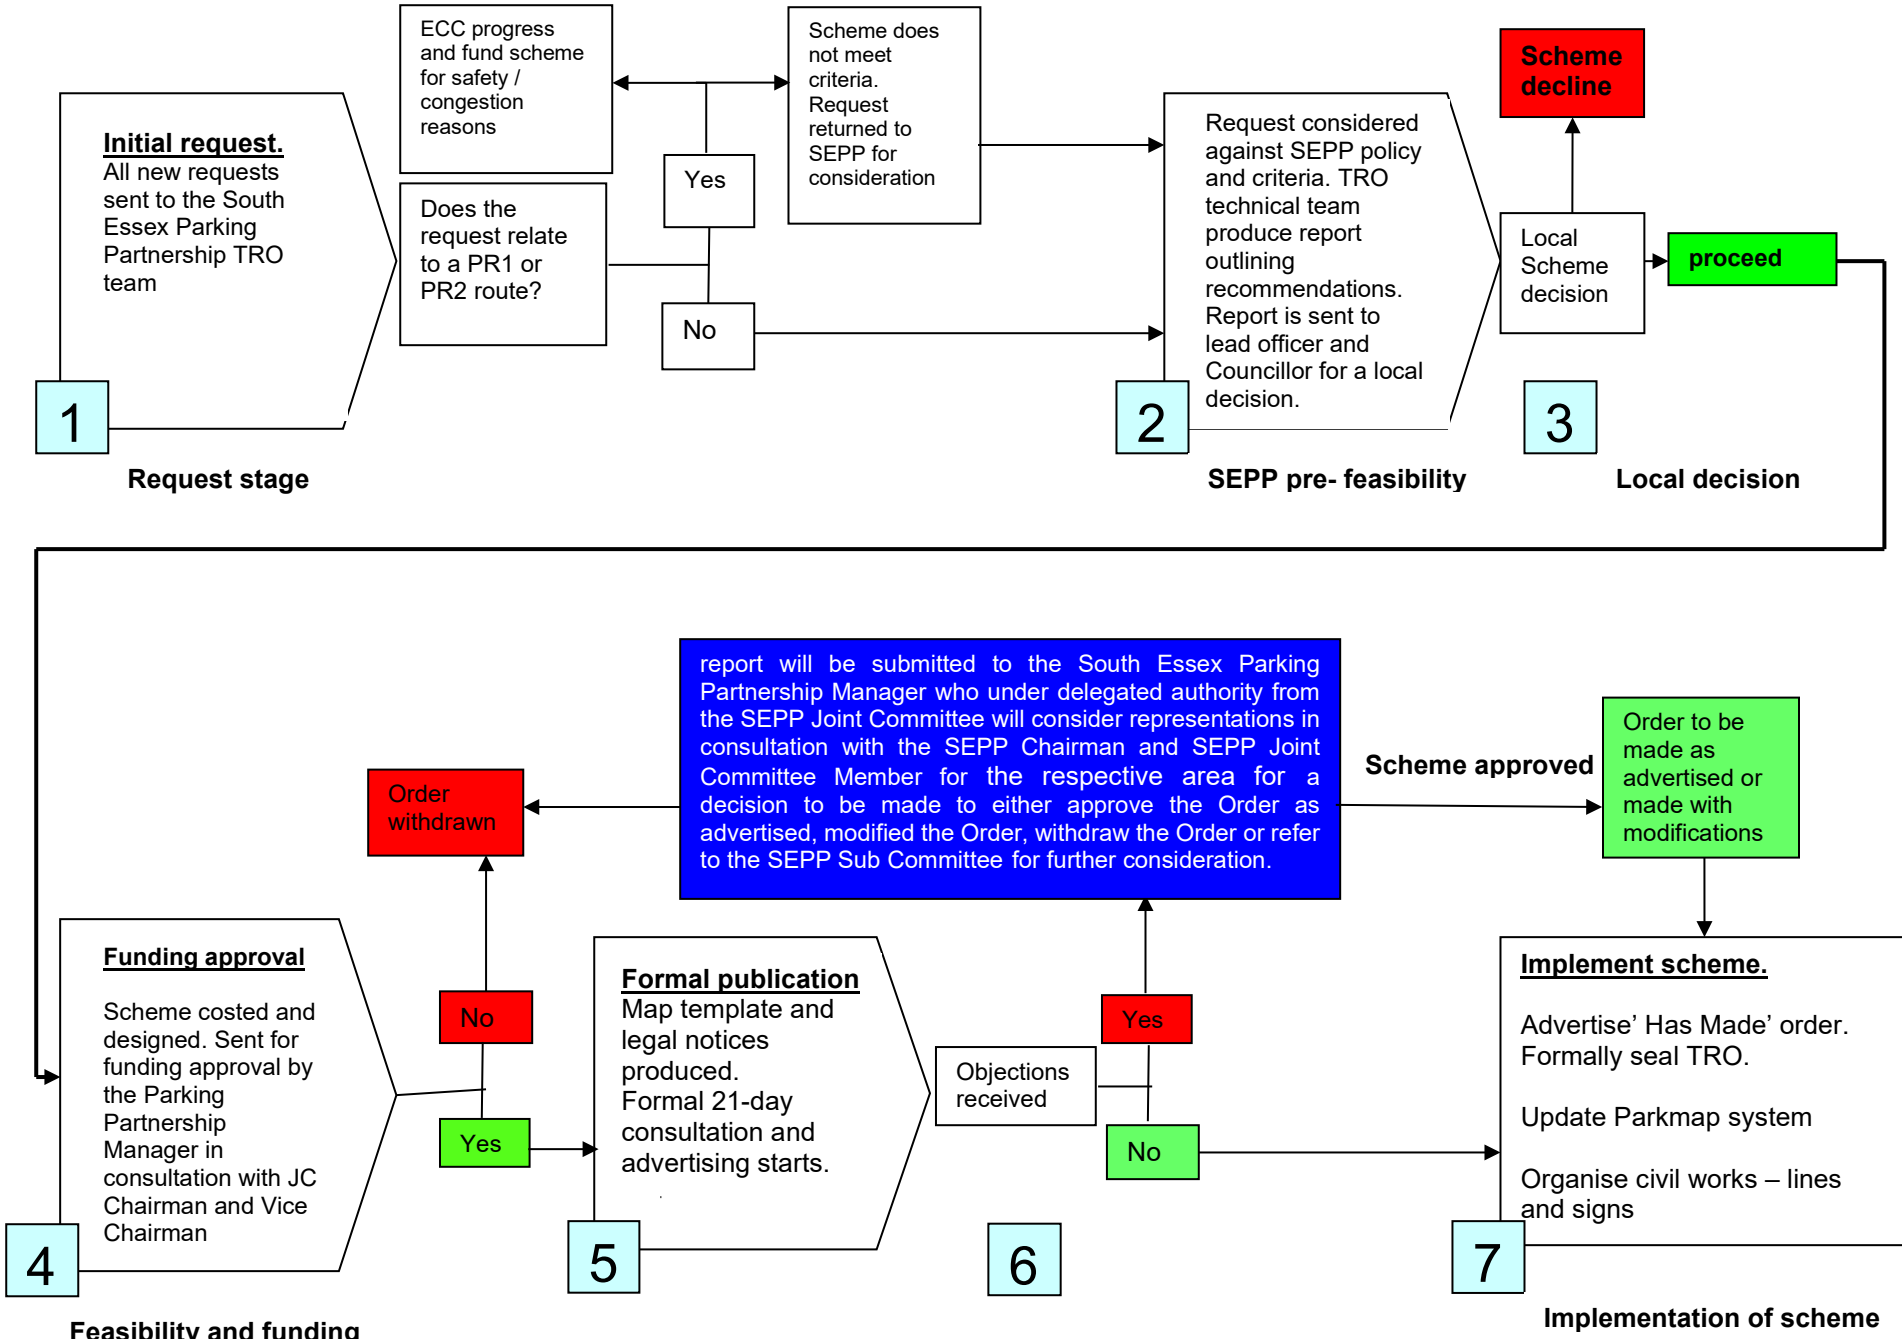 Initial request.
All new requests
sent to the South
Essex Parking
Partnership TRO
team
1
Request stage
ECC progress
and fund scheme
for safety /
congestion
reasons
Does the
request relate
to a PR1 or
PR2 route?
Yes
No
Scheme does
not meet
criteria.
Request
returned to
SEPP for
consideration
Request considered
against SEPP policy
and criteria. TRO
technical team
produce report
outlining
recommendations.
Report is sent to
lead officer and
Councillor for a local
decision.
2
SEPP pre- feasibility
Scheme
decline
Local
Scheme
decision
proceed
3
Local decision
Funding approval
Scheme costed and
designed. Sent for
funding approval by
the Parking
Partnership
Manager in
consultation with JC
Chairman and Vice
Chairman
4
Feasibility and funding
Order
withdrawn
No
Yes
Formal publication
Map template and
legal notices
produced.
Formal 21-day
consultation and
advertising starts.
5
report will be submitted to the South Essex Parking
Partnership Manager who under delegated authority from
the SEPP Joint Committee will consider representations in
consultation with the SEPP Chairman and SEPP Joint
Committee Member for the respective area for a
decision to be made to either approve the Order as
advertised, modified the Order, withdraw the Order or refer
to the SEPP Sub Committee for further consideration.
Objections
received
Yes
No
6
Scheme approved
Order to be
made as
advertised or
made with
modifications
Implement scheme.
Advertise’ Has Made’ order.
Formally seal TRO.
Update Parkmap system
Organise civil works – lines
and signs
7
Implementation of scheme